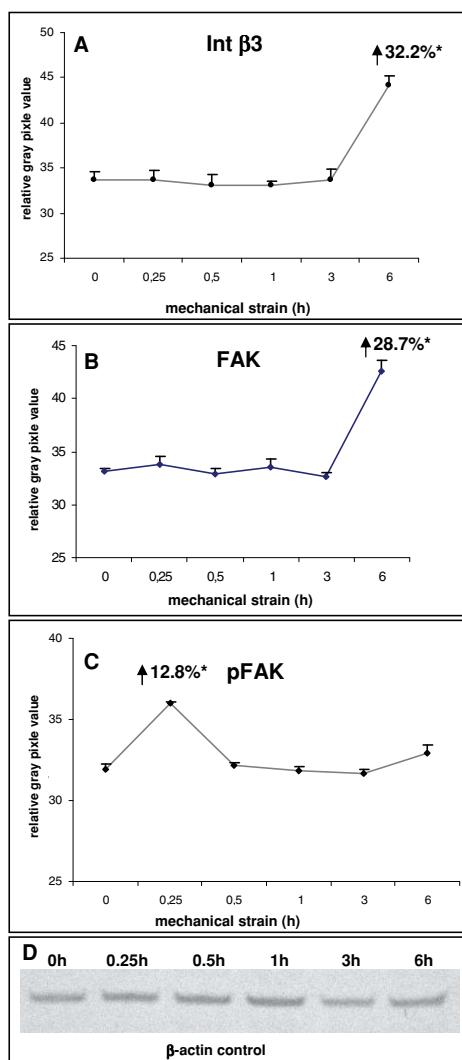 A
Int β3
32.2%*
50
45
40
35
30
25
relative gray pixle value
0 0,25 0,5 1 3 6
mechanical strain (h)
B
FAK
28.7%*
45
35
33
25
relative gray pixle value
0 0,25 0,5 1 3 6
mechanical strain (h)
C
12.8%*
pFAK
40
35
30
25
relative gray pixle value
0 0,25 0,5 1 3 6
mechanical strain (h)
D
0h 0.25h 0.5h 1h 3h 6h
β-actin control